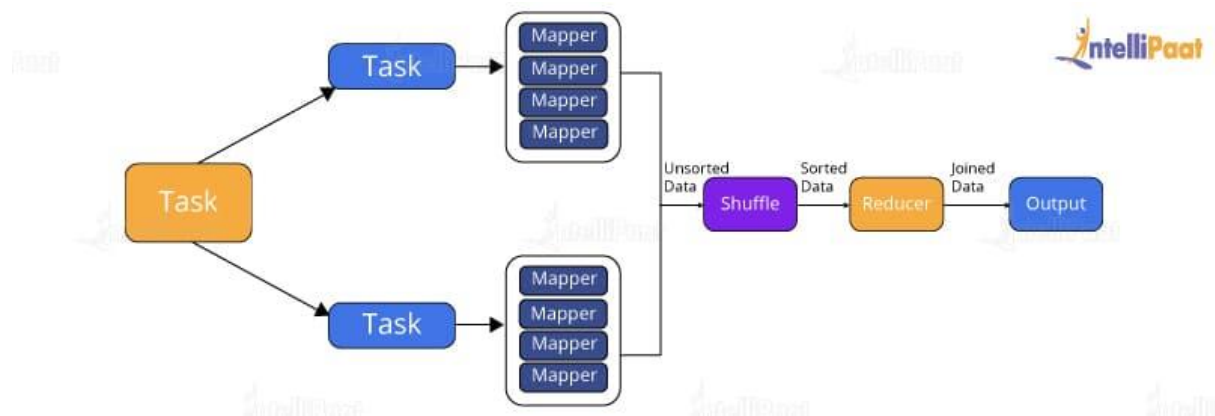 IntelliPaat
Task
Mapper
Mapper
Mapper
Mapper
Task
Unsorted
Data
Shuffle
Sorted
Data
Reducer
Joined
Data
Output
Task
Mapper
Mapper
Mapper
Mapper